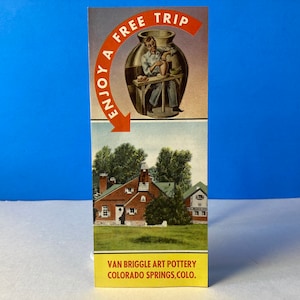 ENJOY A FREE TRIP
VAN BRIGGLE ART POTTERY
COLORADO SPRINGS, COLO.